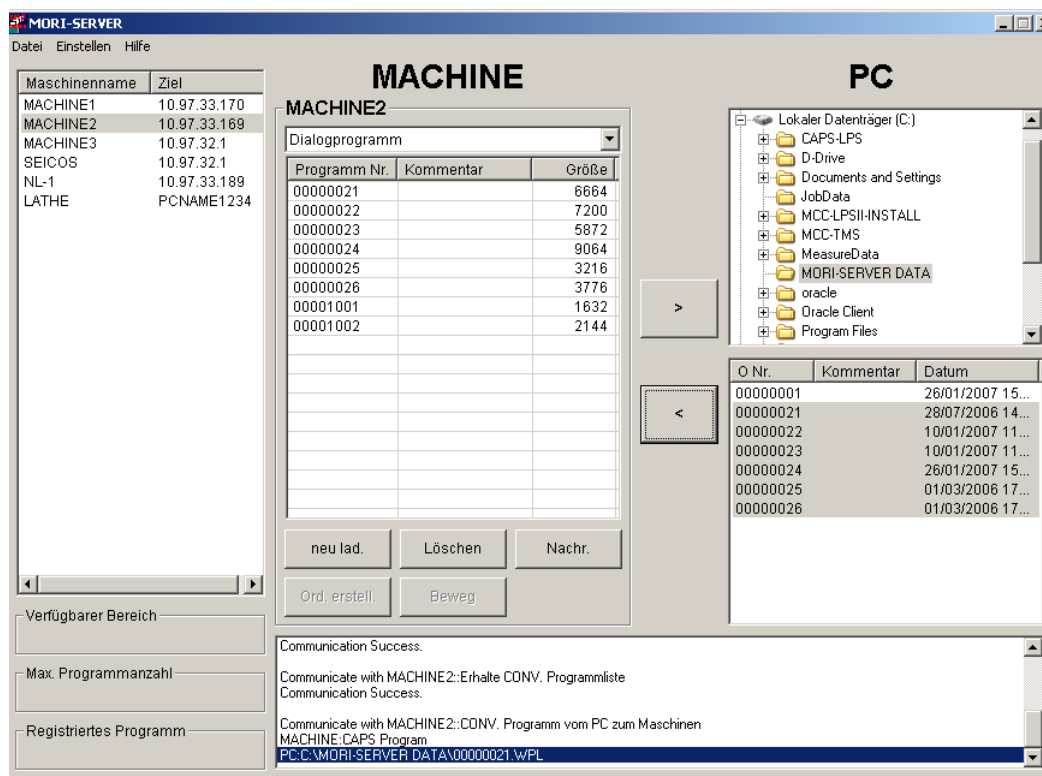 MORI-SERVER
Datei Einstellen Hilfe
MACHINE
PC
Maschinenname Ziel
MACHINE1 10.97.33.170
MACHINE2 10.97.33.169
MACHINE3 10.97.32.1
SEICOS 10.97.32.1
NL-1 10.97.33.189
LATHE PCNAME1234
Verfügbarer Bereich
Max. Programmanzahl
Registriertes Programm
MACHINE2
Dialogprogramm
Programm Nr. Kommentar Größe
00000021 6664
00000022 7200
00000023 5872
00000024 9064
00000025 3216
00000026 3776
00001001 1632
00001002 2144
neu lad. Löschen Nachr.
Ord. erstell. Beweg
>
<
Lokaler Datenträger (C:)
CAPS-LPS
D-Drive
Documents and Settings
JobData
MCC-LPSII-INSTALL
MCC-TMS
MeasureData
MORI-SERVER DATA
oracle
Oracle Client
Program Files
O Nr. Kommentar Datum
00000001 26/01/2007 15...
00000021 28/07/2006 14...
00000022 10/01/2007 11...
00000023 10/01/2007 11...
00000024 26/01/2007 15...
00000025 01/03/2006 17...
00000026 01/03/2006 17...
Communication Success.
Communicate with MACHINE2::Erhalte CONV. Programmliste
Communication Success.
Communicate with MACHINE2::CONV. Programm vom PC zum Maschinen
MACHINE:CAPS Program
PC:C:\MORI-SERVER DATA\00000021.WPL